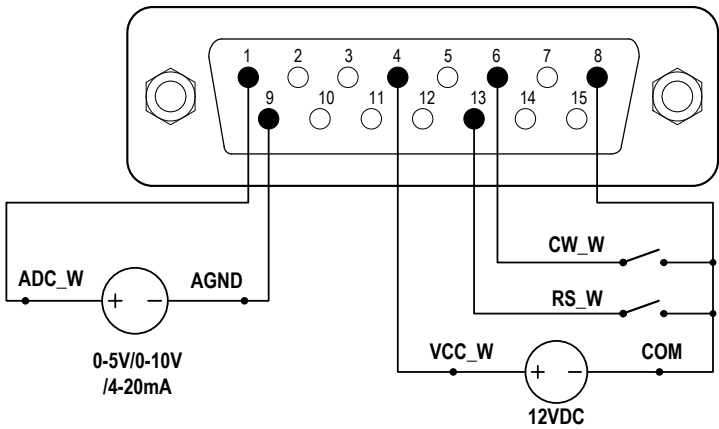 1 2 3 4 5 6 7 8
9 10 11 12 13 14 15
CW_W
ADC_W AGND
RS_W
0-5V/0-10V
/4-20mA
VCC_W COM
12VDC